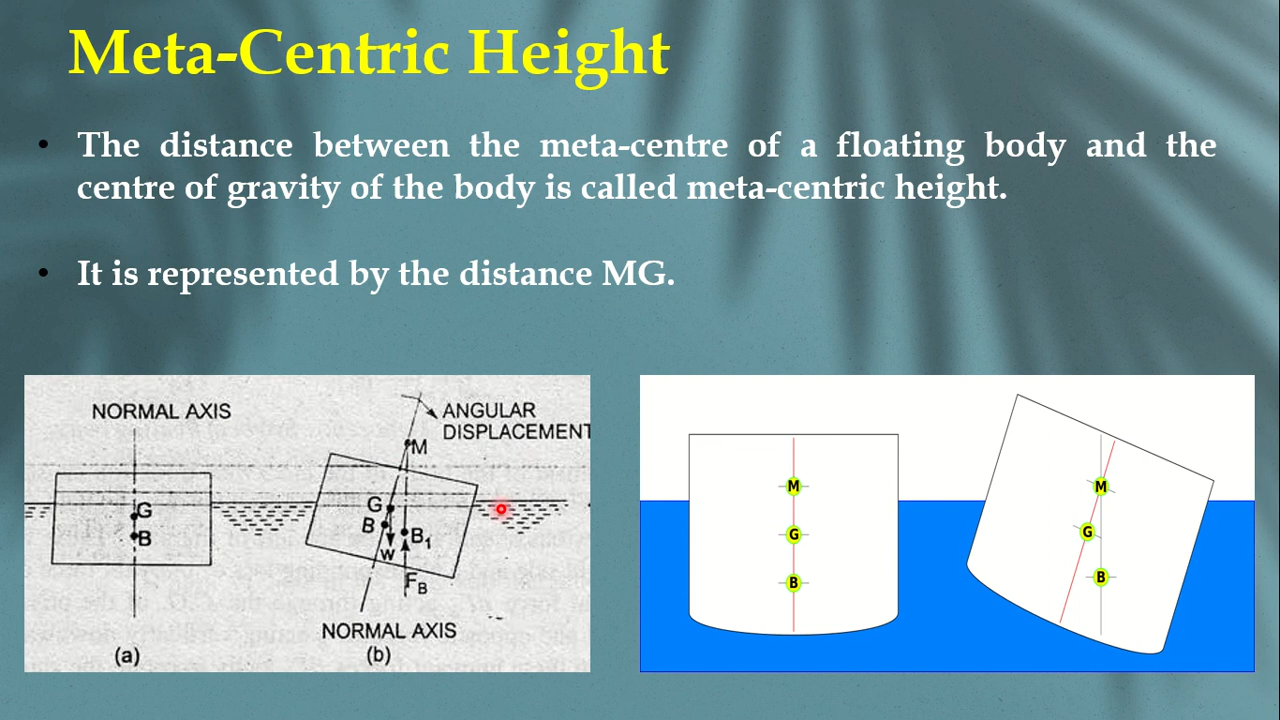 Meta-Centric Height
• The distance between the meta-centre of a floating body and the
centre of gravity of the body is called meta-centric height.
• It is represented by the distance MG.
NORMAL AXIS
G
B
(a)
ANGULAR
DISPLACEMENT
M
G
B
B₁
W
F_B
NORMAL AXIS
(b)
M
G
B
M
G
B